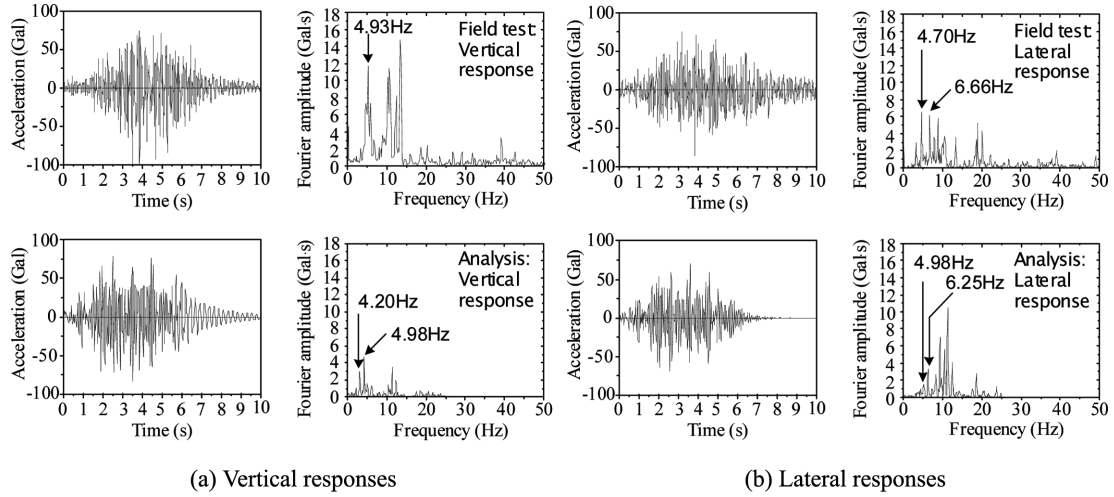 Acceleration (Gal)
100
50
0
-50
-100
0 1 2 3 4 5 6 7 8 9 10
Time (s)
Fourier amplitude (Gal·s)
18
16
14
12
10
8
6
4
2
0
0 10 20 30 40 50
Frequency (Hz)
4.93Hz
Field test:
Vertical
response
Acceleration (Gal)
100
50
0
-50
-100
0 1 2 3 4 5 6 7 8 9 10
Time (s)
Fourier amplitude (Gal·s)
18
16
14
12
10
8
6
4
2
0
0 10 20 30 40 50
Frequency (Hz)
4.70Hz
6.66Hz
Field test:
Lateral
response
Acceleration (Gal)
100
50
0
-50
-100
0 1 2 3 4 5 6 7 8 9 10
Time (s)
Fourier amplitude (Gal·s)
18
16
14
12
10
8
6
4
2
0
0 10 20 30 40 50
Frequency (Hz)
4.20Hz
4.98Hz
Analysis:
Vertical
response
Acceleration (Gal)
100
50
0
-50
-100
0 1 2 3 4 5 6 7 8 9 10
Time (s)
Fourier amplitude (Gal·s)
18
16
14
12
10
8
6
4
2
0
0 10 20 30 40 50
Frequency (Hz)
4.98Hz
6.25Hz
Analysis:
Lateral
response
(a) Vertical responses
(b) Lateral responses